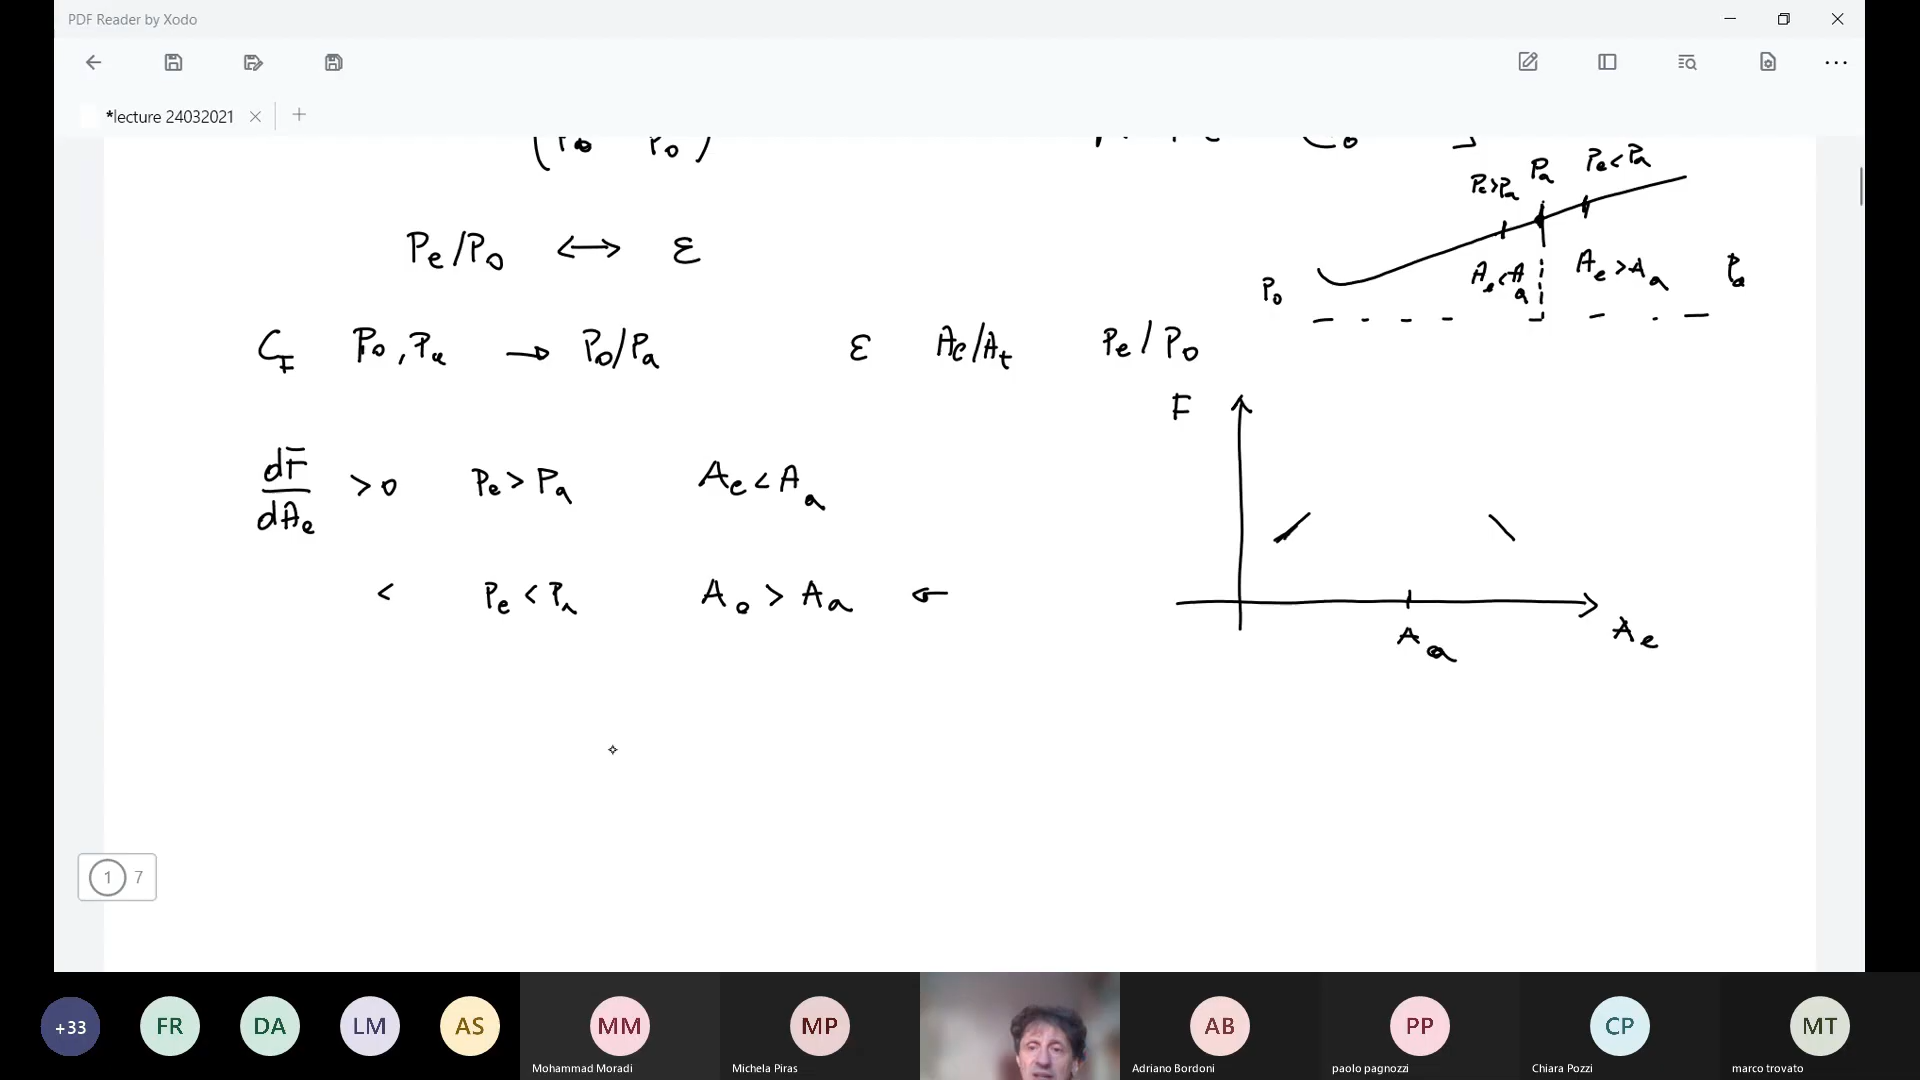 PDF Reader by Xodo
*lecture 24032021
Pe > Pa Pa Pe < Pa
Pe/P0 ↔ ε
P0 Ae < Aa Ae > Aa Pa
CF P0, Pa → P0/Pa ε Ae/At Pe/P0
F
dF/dAe > 0 Pe > Pa Ae < Aa
< Pe < Pa Ae > Aa ←
Aa Ae
1 7
+33 FR DA LM AS MM MP AB PP CP MT
Mohammad Moradi Michela Piras Adriano Bordoni paolo pagnozzi Chiara Pozzi marco trovato